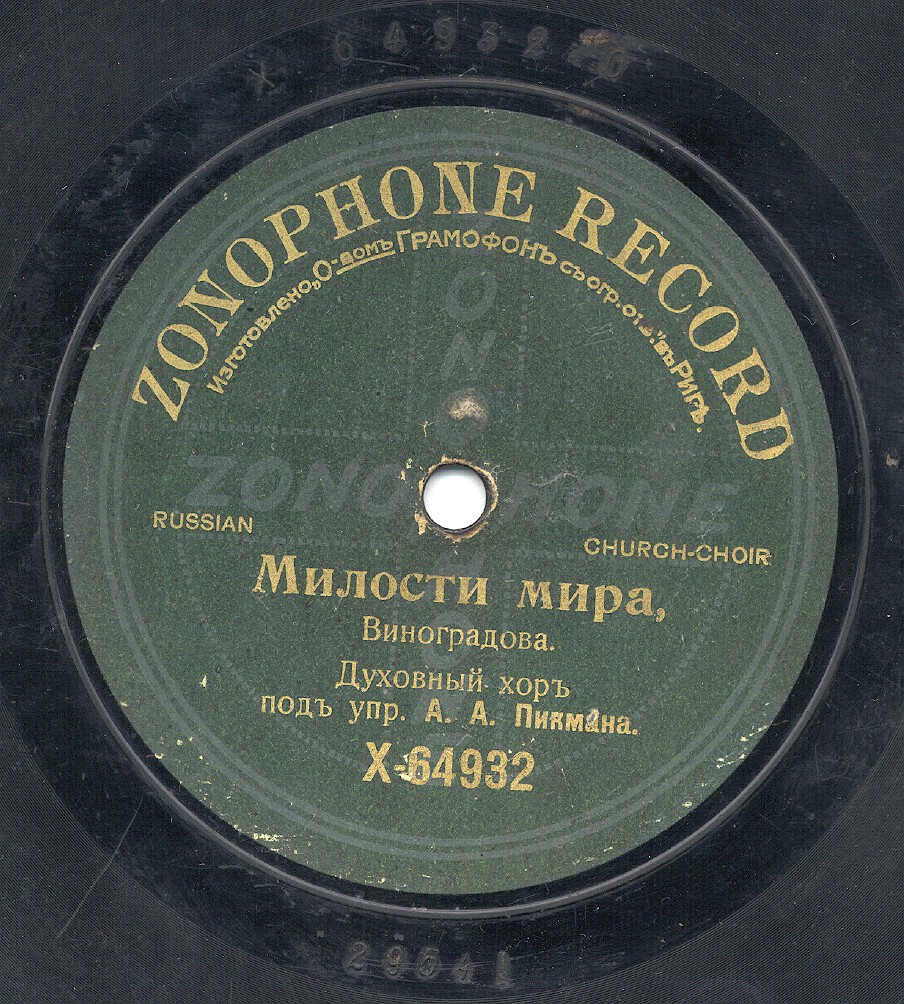 X 64932
ZONOPHONE RECORD
Изготовлено „О-вомъ ГРАМОФОНЪ съ огр. отв.“ въ РИГѢ.
ZONOPHONE
RUSSIAN
CHURCH-CHOIR
Милости мира,
Виноградова.
Духовный хоръ
подъ упр. А. А. Пикмана.
X-64932